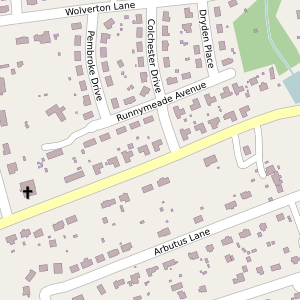 Wolverton Lane
Pembroke Drive
Colchester Drive
Dryden Place
Runnymeade Avenue
Arbutus Lane